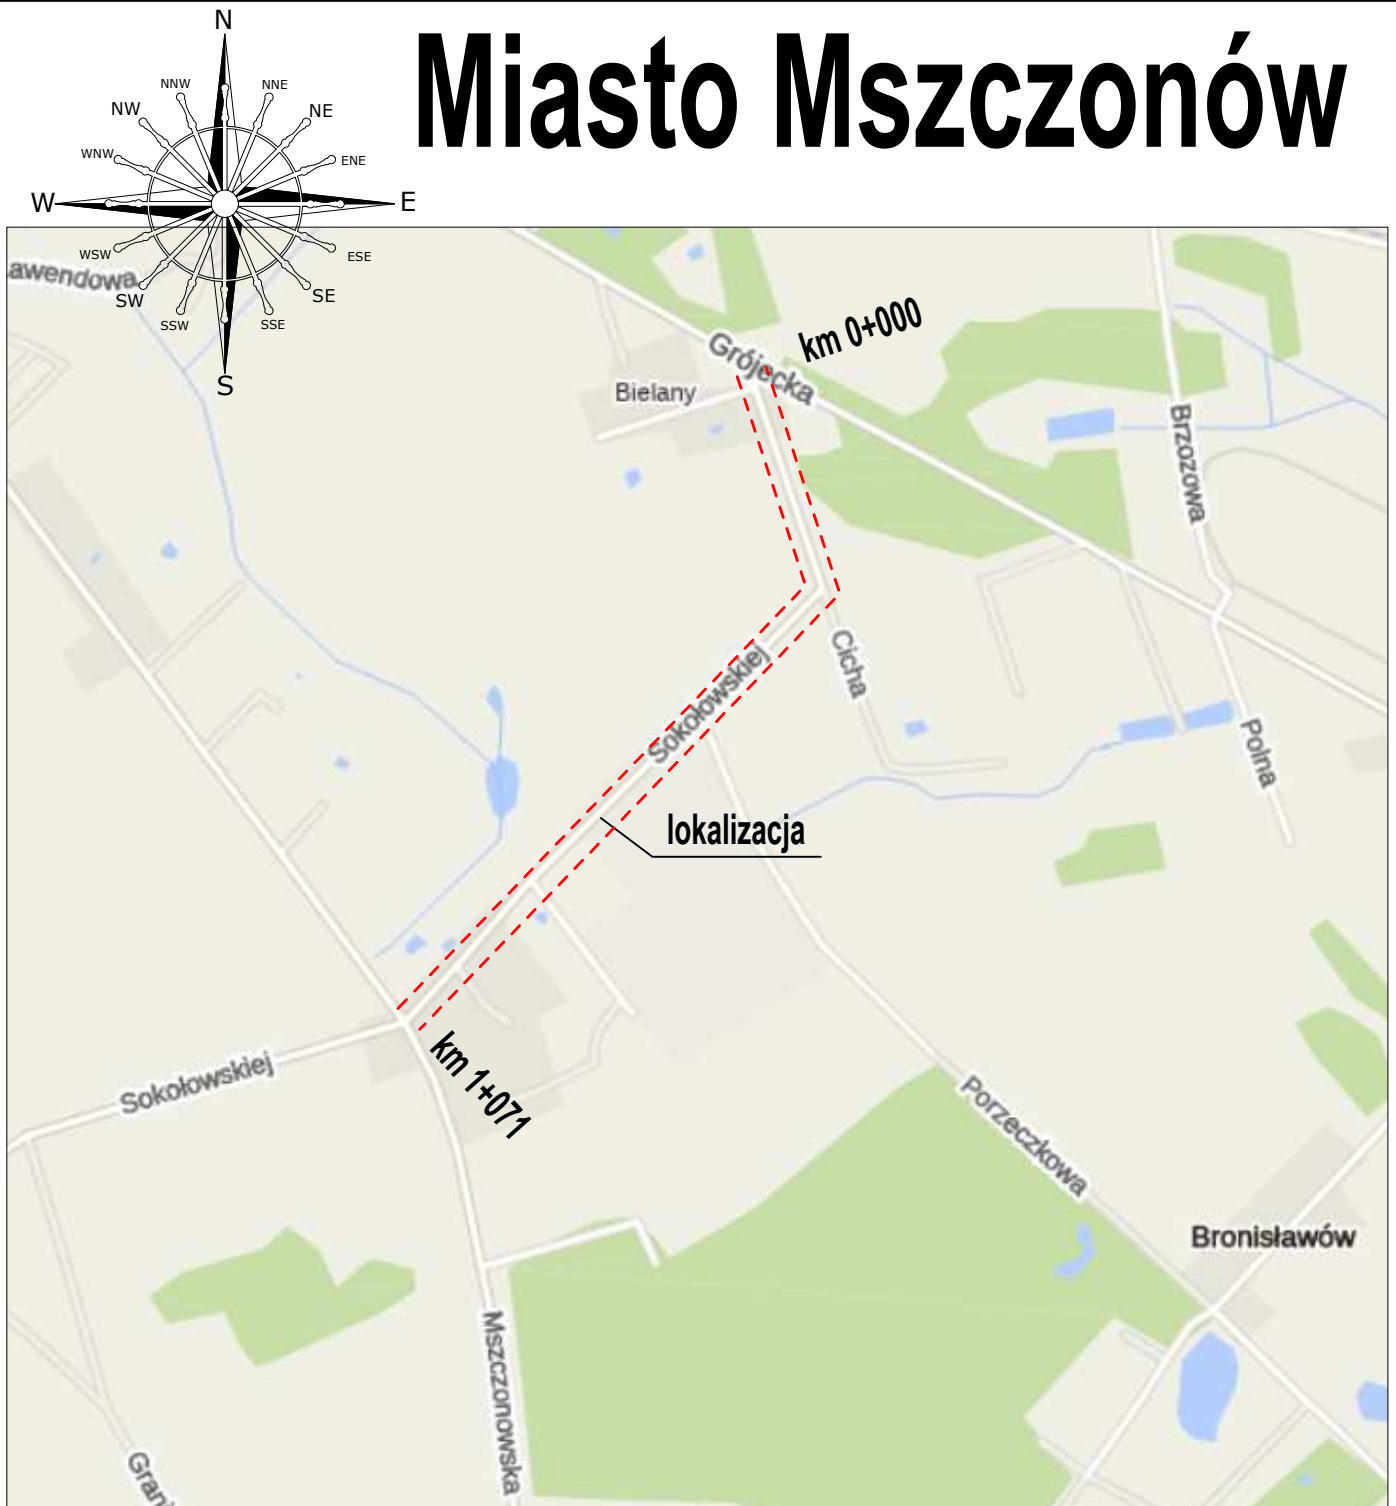 N
Miasto Mszczonów
NNW
NNE
NW
NE
WNW
ENE
W
E
WSW
ESE
awendowa
SW
SE
SSW
SSE
S
km 0+000
Grójecka
Bielany
Brzozowa
Cicha
Sokołowskiej
Polna
lokalizacja
km 1+071
Sokołowskiej
Porzeczkowa
Bronisławów
Mszczonowska
Grani